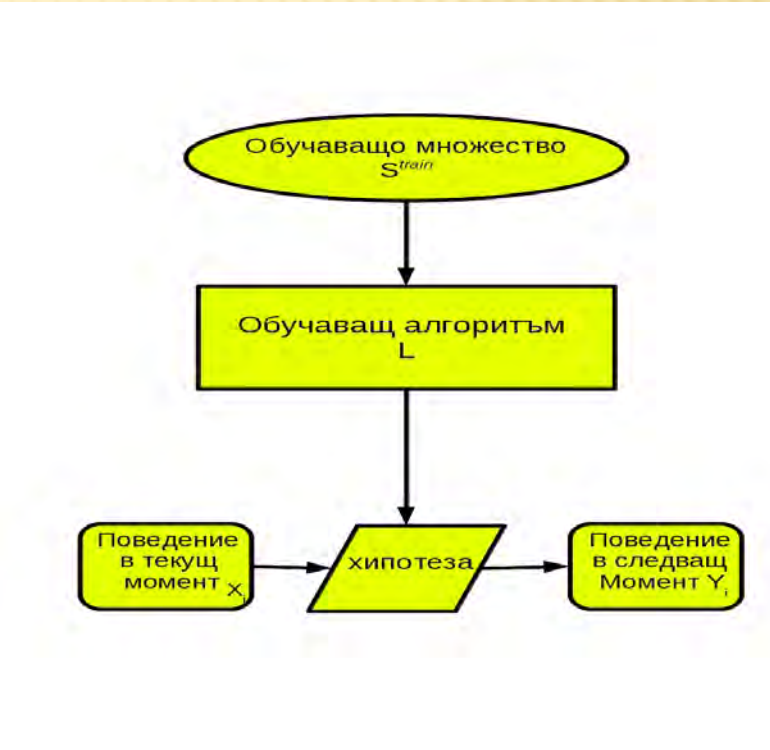 Обучаващо множество
S^train
Обучаващ алгоритъм
L
Поведение
в текущ
момент X_i
хипотеза
Поведение
в следващ
Момент Y_i